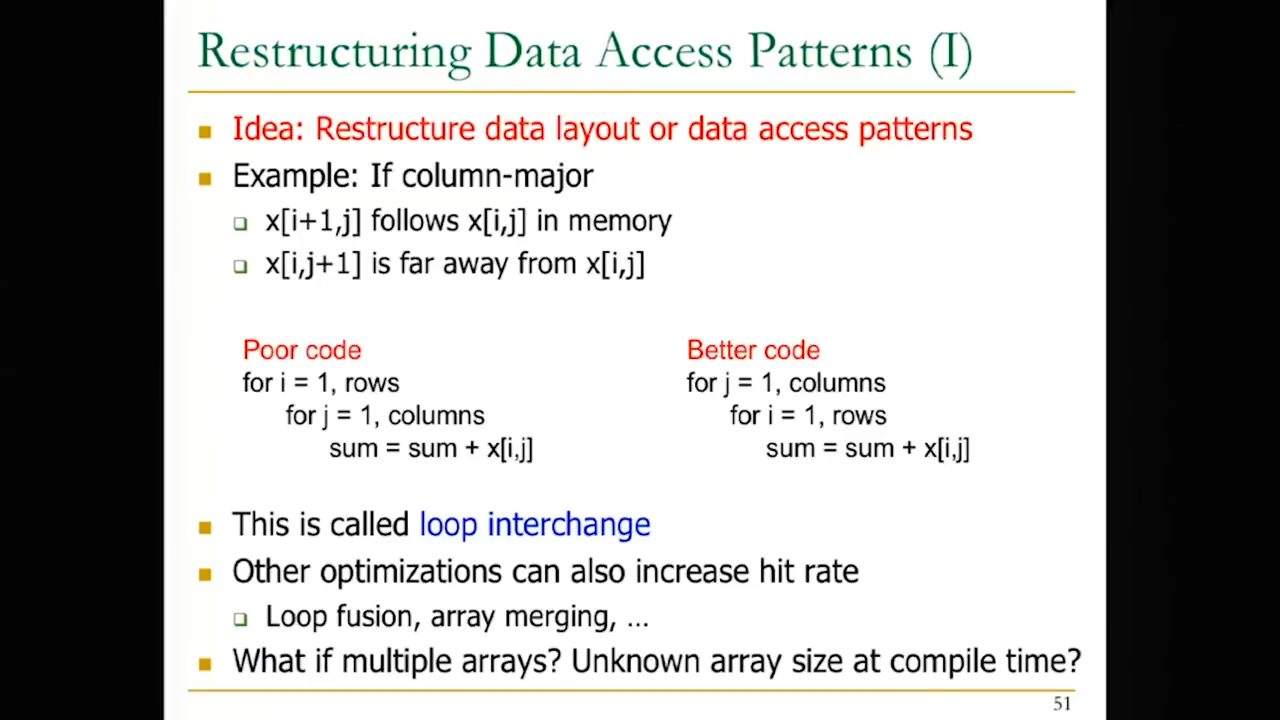 Restructuring Data Access Patterns (I)
Idea: Restructure data layout or data access patterns
Example: If column-major
x[i+1,j] follows x[i,j] in memory
x[i,j+1] is far away from x[i,j]
Poor code
for i = 1, rows
for j = 1, columns
sum = sum + x[i,j]
Better code
for j = 1, columns
for i = 1, rows
sum = sum + x[i,j]
This is called loop interchange
Other optimizations can also increase hit rate
Loop fusion, array merging, …
What if multiple arrays? Unknown array size at compile time?
51